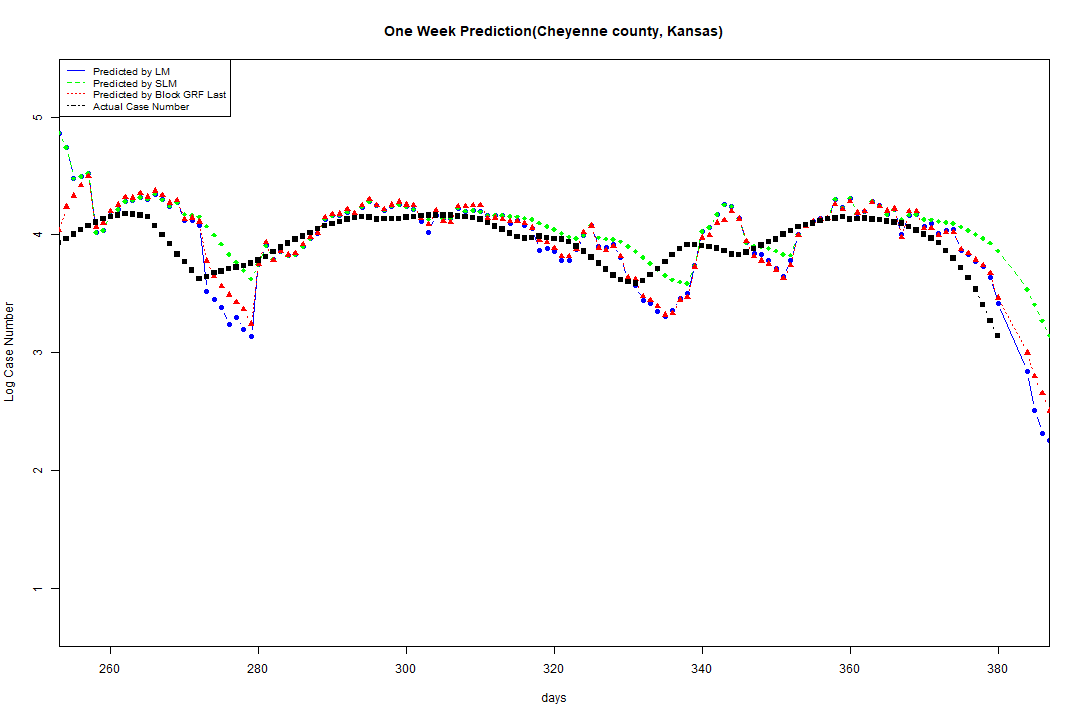 One Week Prediction(Cheyenne county, Kansas)
Predicted by LM
Predicted by SLM
Predicted by Block GRF Last
Actual Case Number
5
4
3
2
1
Log Case Number
260 280 300 320 340 360 380
days